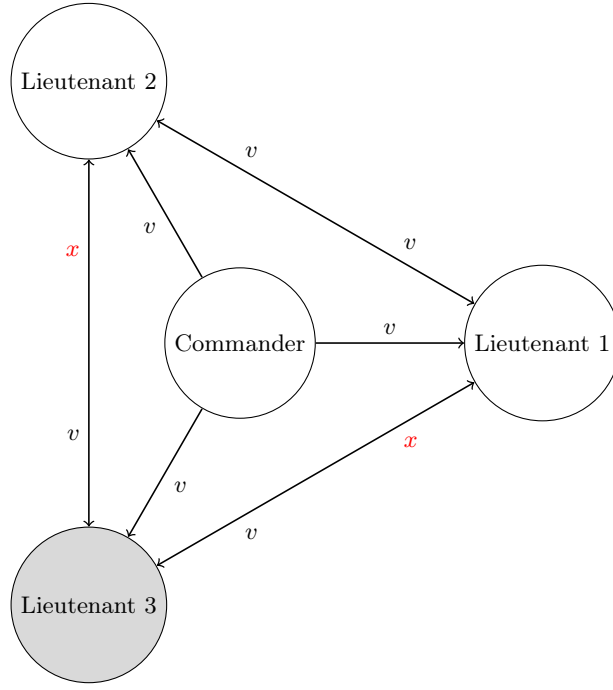 Lieutenant 2
v
v
v
x
Commander
v
Lieutenant 1
v
x
v
v
Lieutenant 3